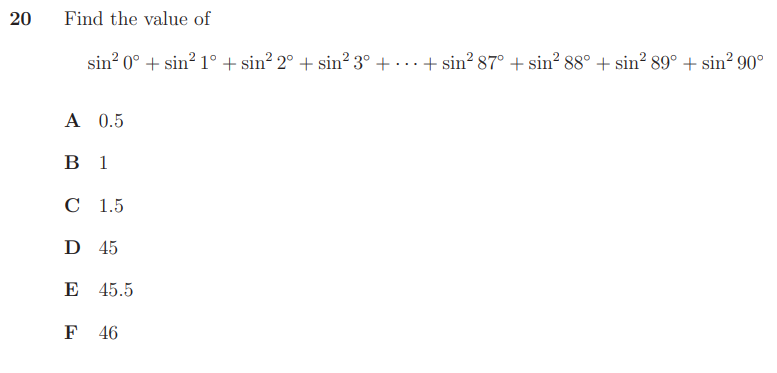 20 Find the value of
sin² 0° + sin² 1° + sin² 2° + sin² 3° + ··· + sin² 87° + sin² 88° + sin² 89° + sin² 90°
A 0.5
B 1
C 1.5
D 45
E 45.5
F 46